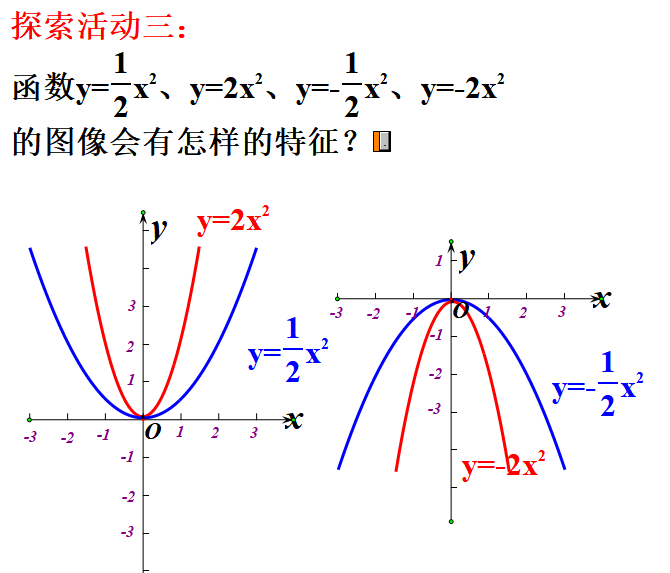 探索活动三：
函数y=1/2x²、y=2x²、y=-1/2x²、y=-2x²
的图像会有怎样的特征？
y=2x²
y
3
2
1
y=1/2x²
-3 -2 -1 O 1 2 3 x
-1
-2
-3
y
1
-3 -2 -1 O 1 2 3 x
-1
-2
-3
y=-1/2x²
y=-2x²